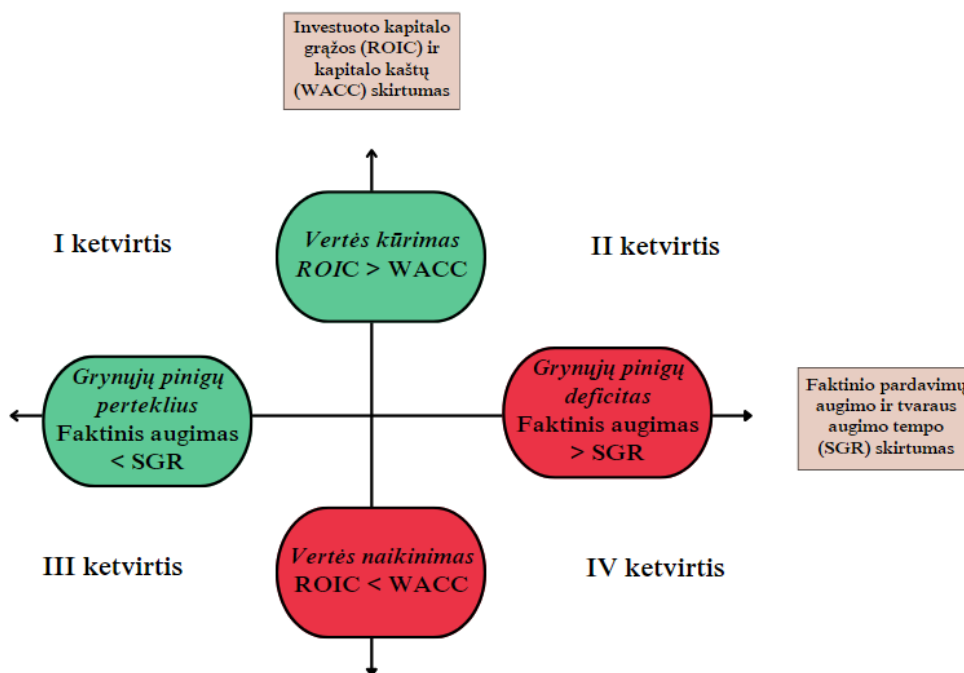 Investuoto kapitalo
grąžos (ROIC) ir
kapitalo kaštų
(WACC) skirtumas
I ketvirtis
Vertės kūrimas
ROIC > WACC
II ketvirtis
Grynųjų pinigų
perteklius
Faktinis augimas
< SGR
Grynųjų pinigų
deficitas
Faktinis augimas
> SGR
Faktinio pardavimų
augimo ir tvaraus
augimo tempo
(SGR) skirtumas
III ketvirtis
Vertės naikinimas
ROIC < WACC
IV ketvirtis